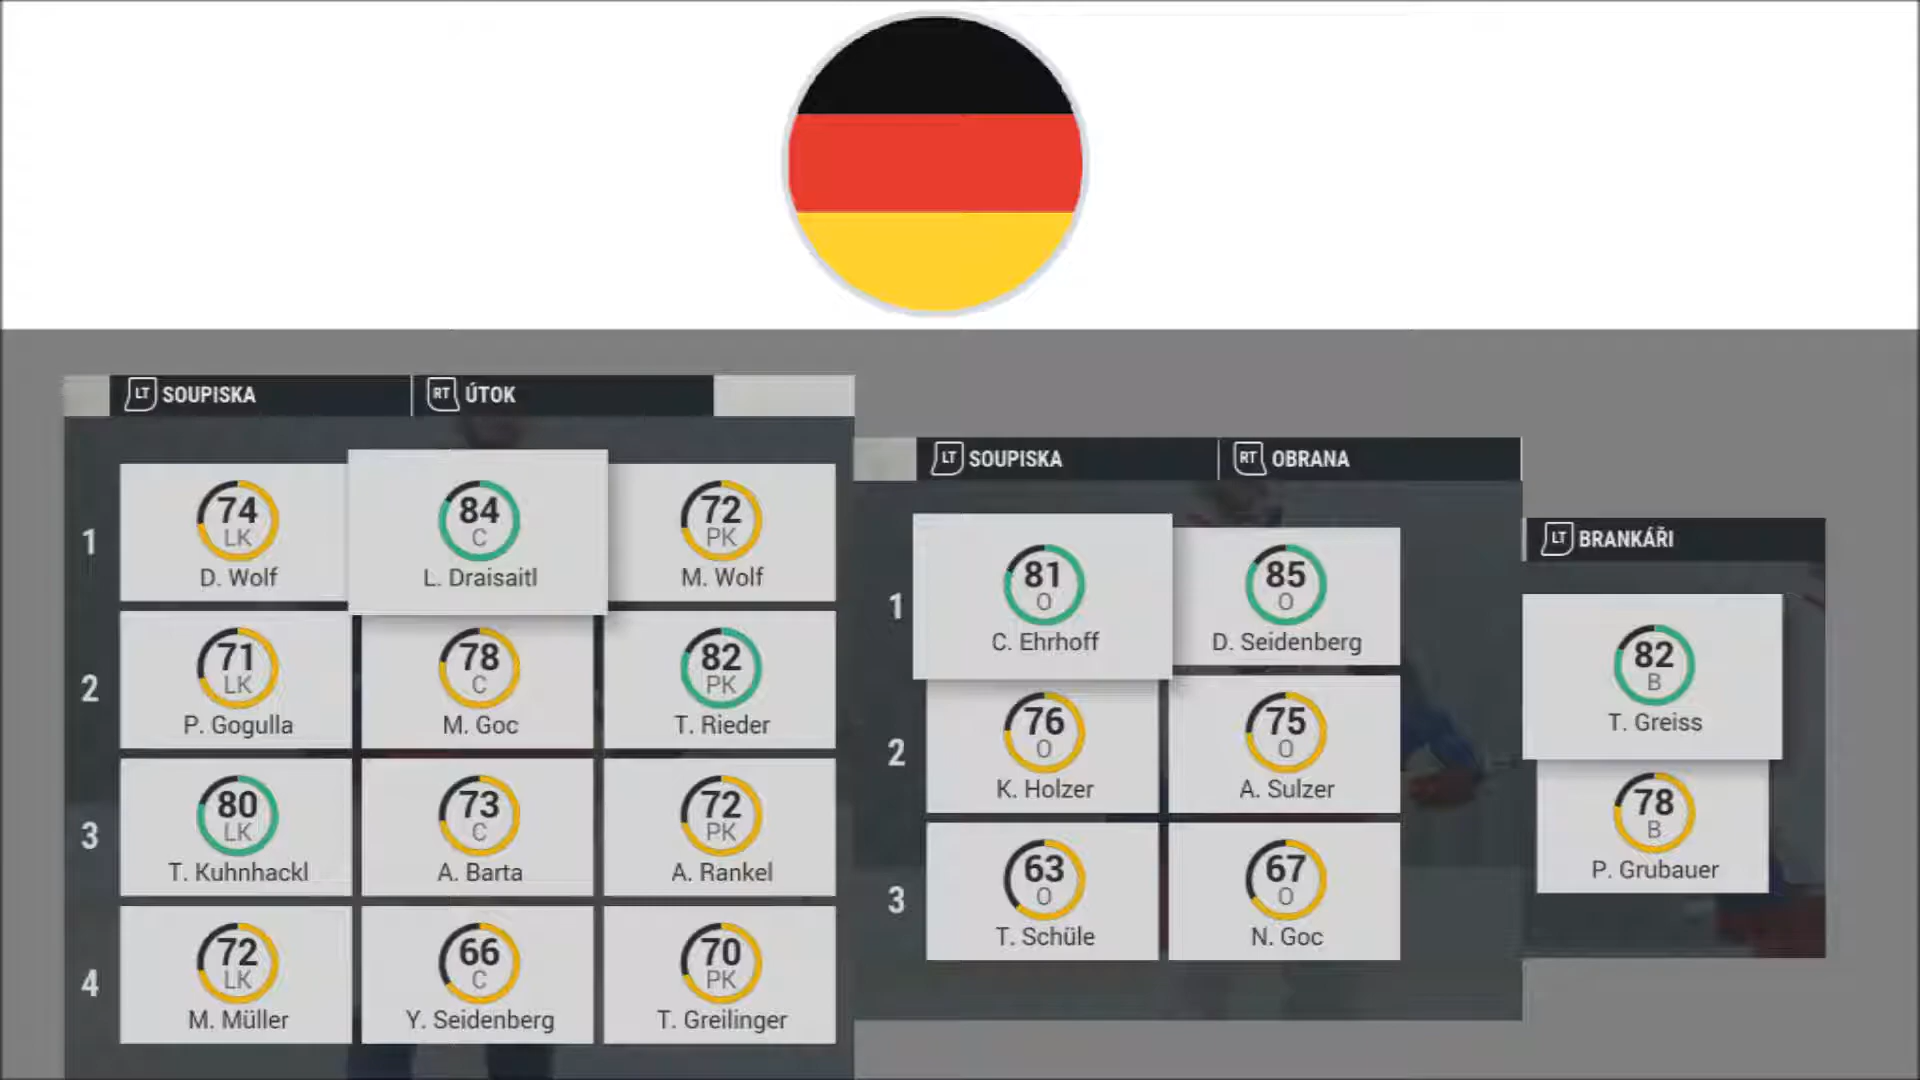 LT SOUPISKA RT ÚTOK
1
74 84 72
LK C PK
D. Wolf L. Draisaitl M. Wolf
2
71 78 82
LK C PK
P. Gogulla M. Goc T. Rieder
3
80 73 72
LK C PK
T. Kuhnhackl A. Barta A. Rankel
4
72 66 70
LK C PK
M. Müller Y. Seidenberg T. Greilinger
LT SOUPISKA RT OBRANA
1
81 85
O O
C. Ehrhoff D. Seidenberg
2
76 75
O O
K. Holzer A. Sulzer
3
63 67
O O
T. Schüle N. Goc
LT BRANKÁŘI
82
B
T. Greiss
78
B
P. Grubauer